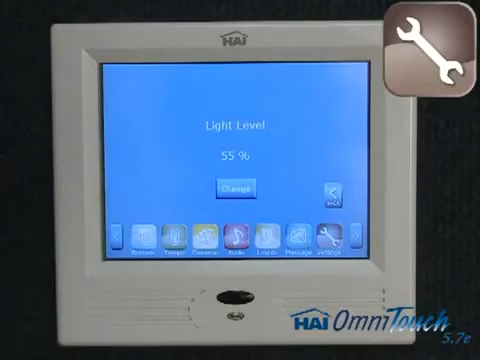 HAI
Light Level
55 %
Change
BACK
Buttons Temps Cameras Audio Events Message Settings
HAI OmniTouch
5.7e